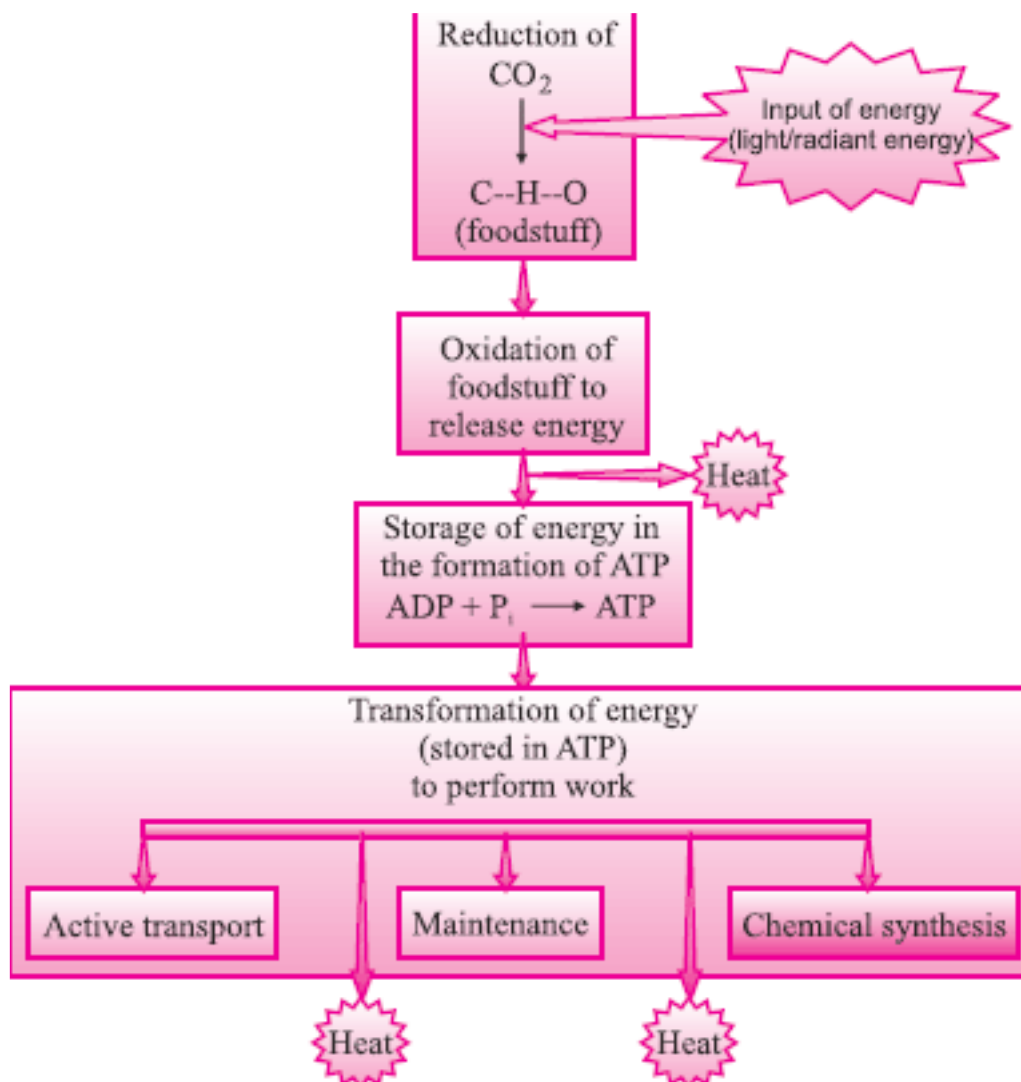 Reduction of
CO₂
Input of energy
(light/radiant energy)
C--H--O
(foodstuff)
Oxidation of
foodstuff to
release energy
Heat
Storage of energy in
the formation of ATP
ADP + Pᵢ ⟶ ATP
Transformation of energy
(stored in ATP)
to perform work
Active transport
Maintenance
Chemical synthesis
Heat
Heat